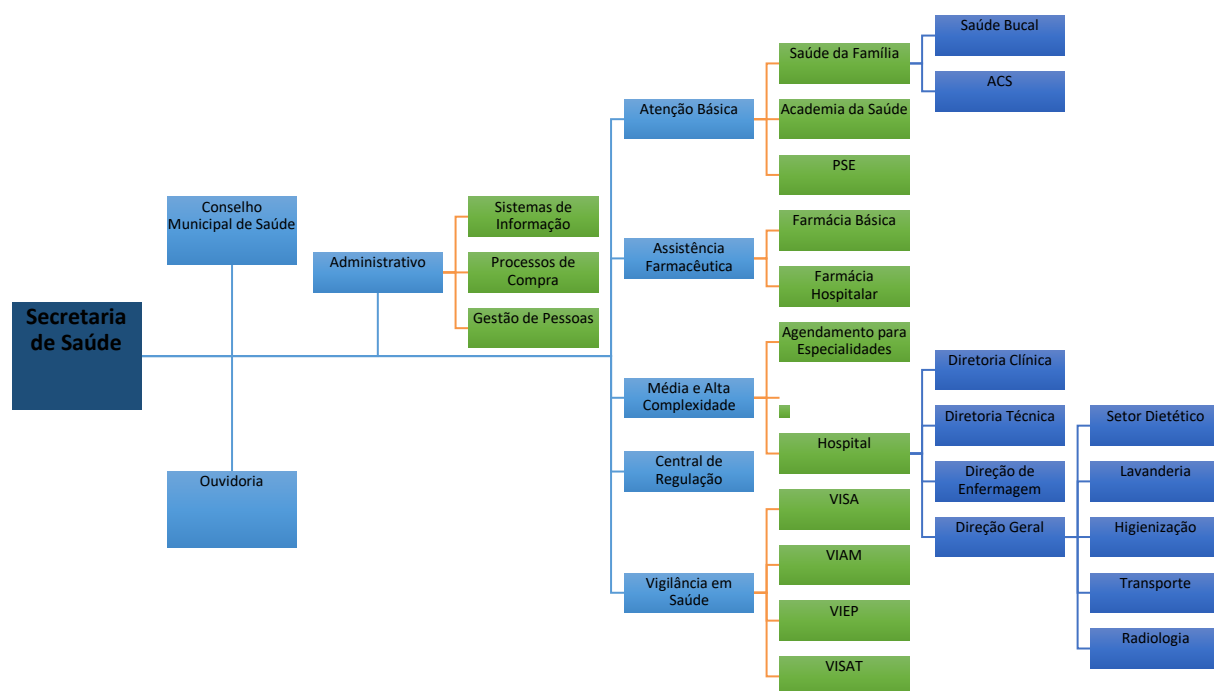 Secretaria
de Saúde
Conselho
Municipal de Saúde
Ouvidoria
Administrativo
Sistemas de
Informação
Processos de
Compra
Gestão de Pessoas
Atenção Básica
Saúde da Família
Saúde Bucal
ACS
Academia da Saúde
PSE
Assistência
Farmacêutica
Farmácia Básica
Farmácia
Hospitalar
Média e Alta
Complexidade
Agendamento para
Especialidades
Hospital
Diretoria Clínica
Diretoria Técnica
Direção de
Enfermagem
Direção Geral
Setor Dietético
Lavanderia
Higienização
Transporte
Radiologia
Central de
Regulação
Vigilância em
Saúde
VISA
VIAM
VIEP
VISAT